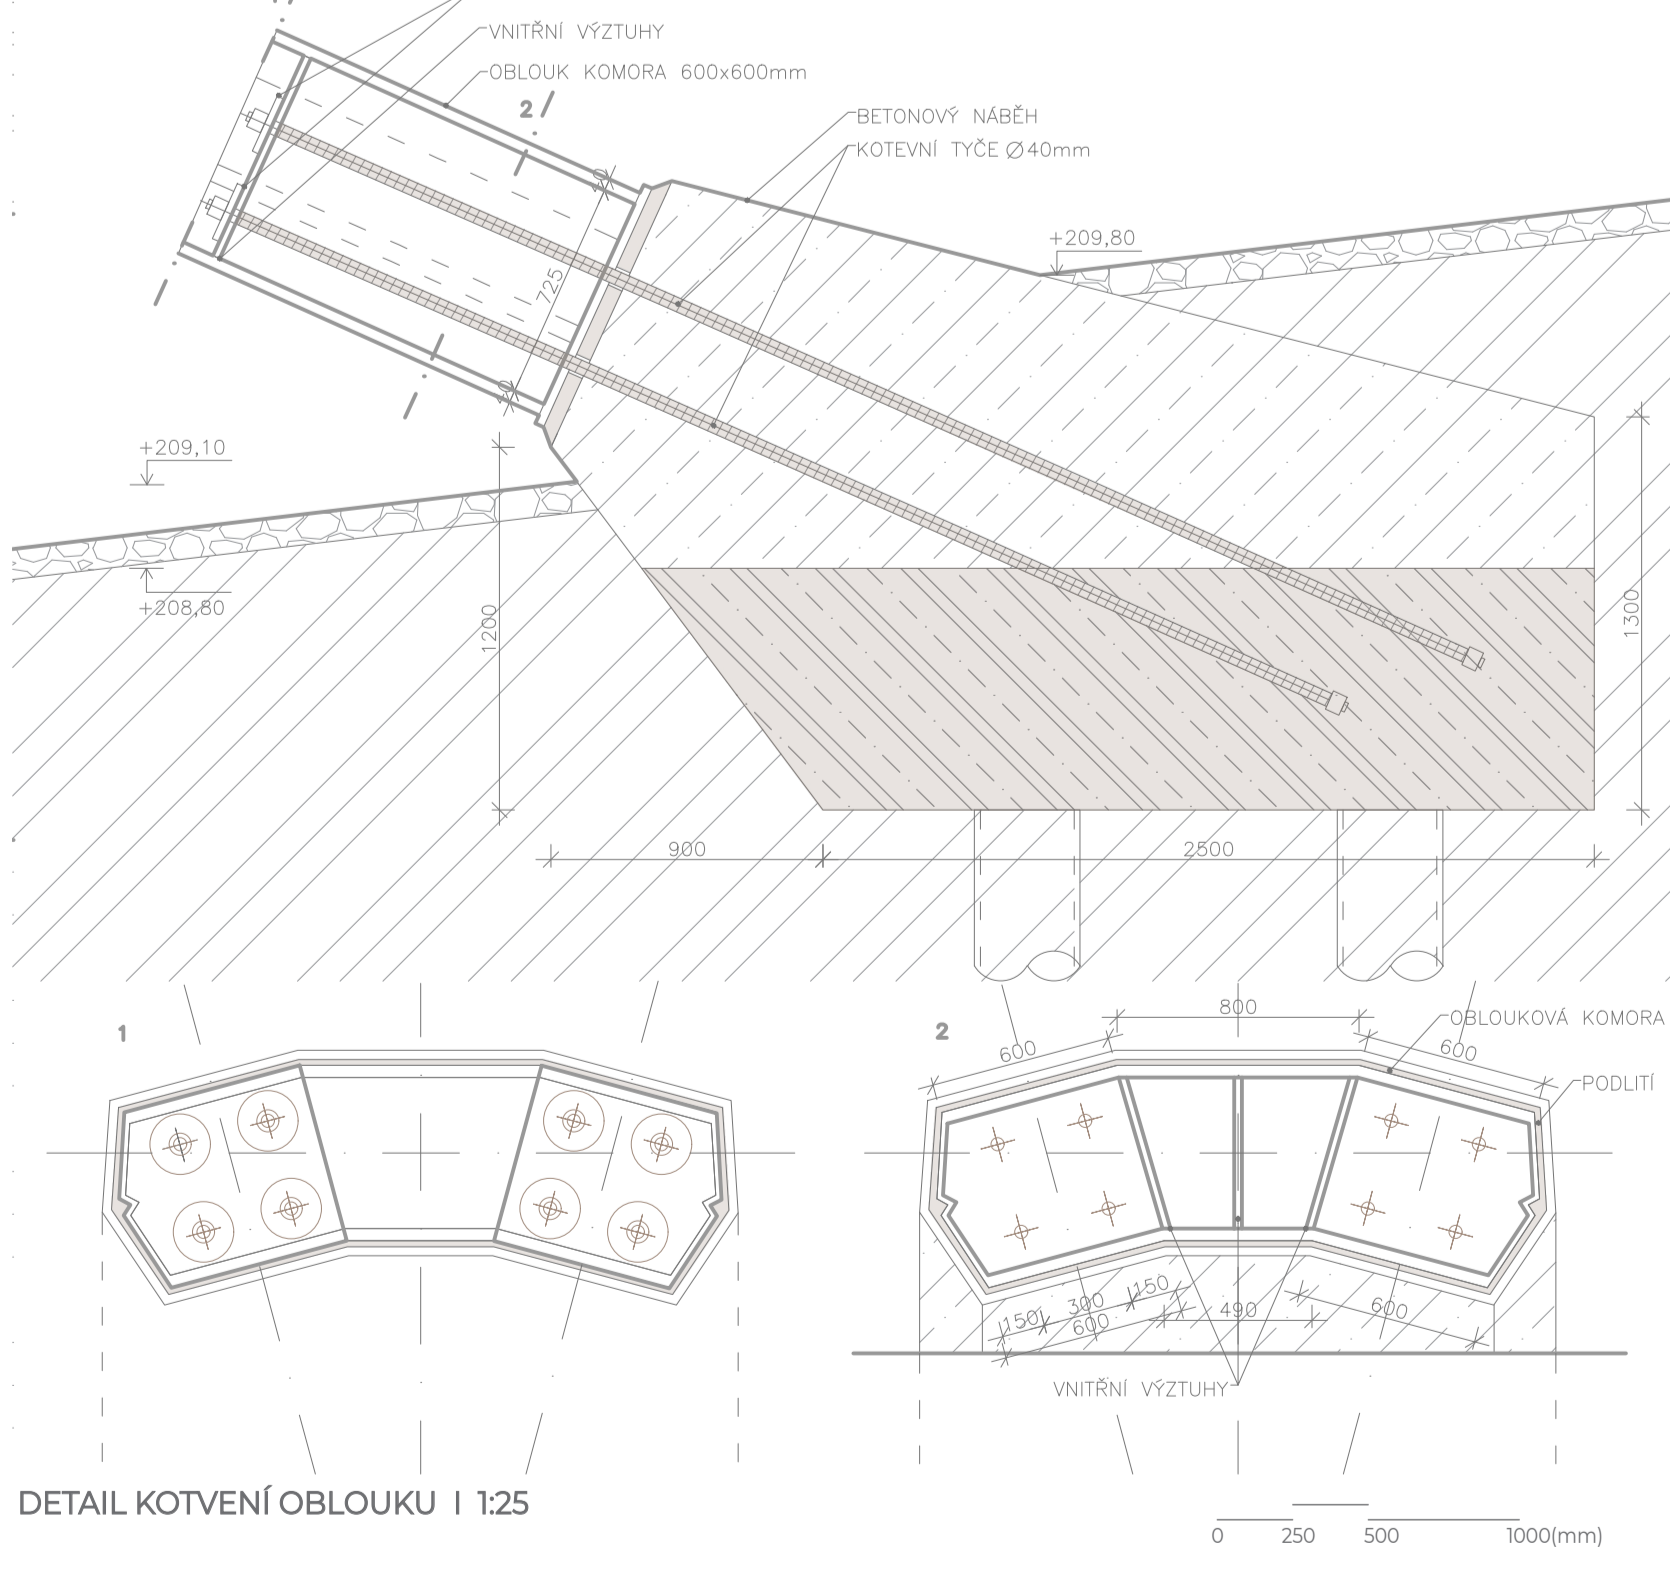 VNITŘNÍ VÝZTUHY
OBLOUK KOMORA 600x600mm
2
BETONOVÝ NÁBĚH
KOTEVNÍ TYČE Ø40mm
40
+209,80
725
40
+209,10
+208,80
1200
1300
900
2500
1
2
800
OBLOUKOVÁ KOMORA
600
600
PODLITÍ
150
300
150
600
490
600
VNITŘNÍ VÝZTUHY
DETAIL KOTVENÍ OBLOUKU I 1:25
0 250 500 1000(mm)